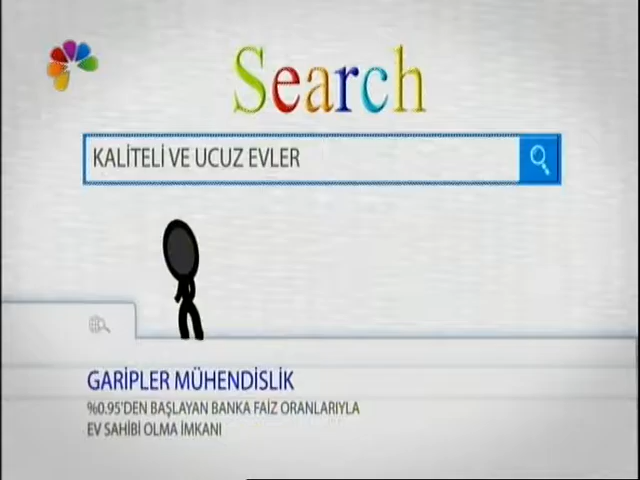 Search
KALİTELİ VE UCUZ EVLER
GARİPLER MÜHENDİSLİK
%0.95'DEN BAŞLAYAN BANKA FAİZ ORANLARIYLA
EV SAHİBİ OLMA İMKANI